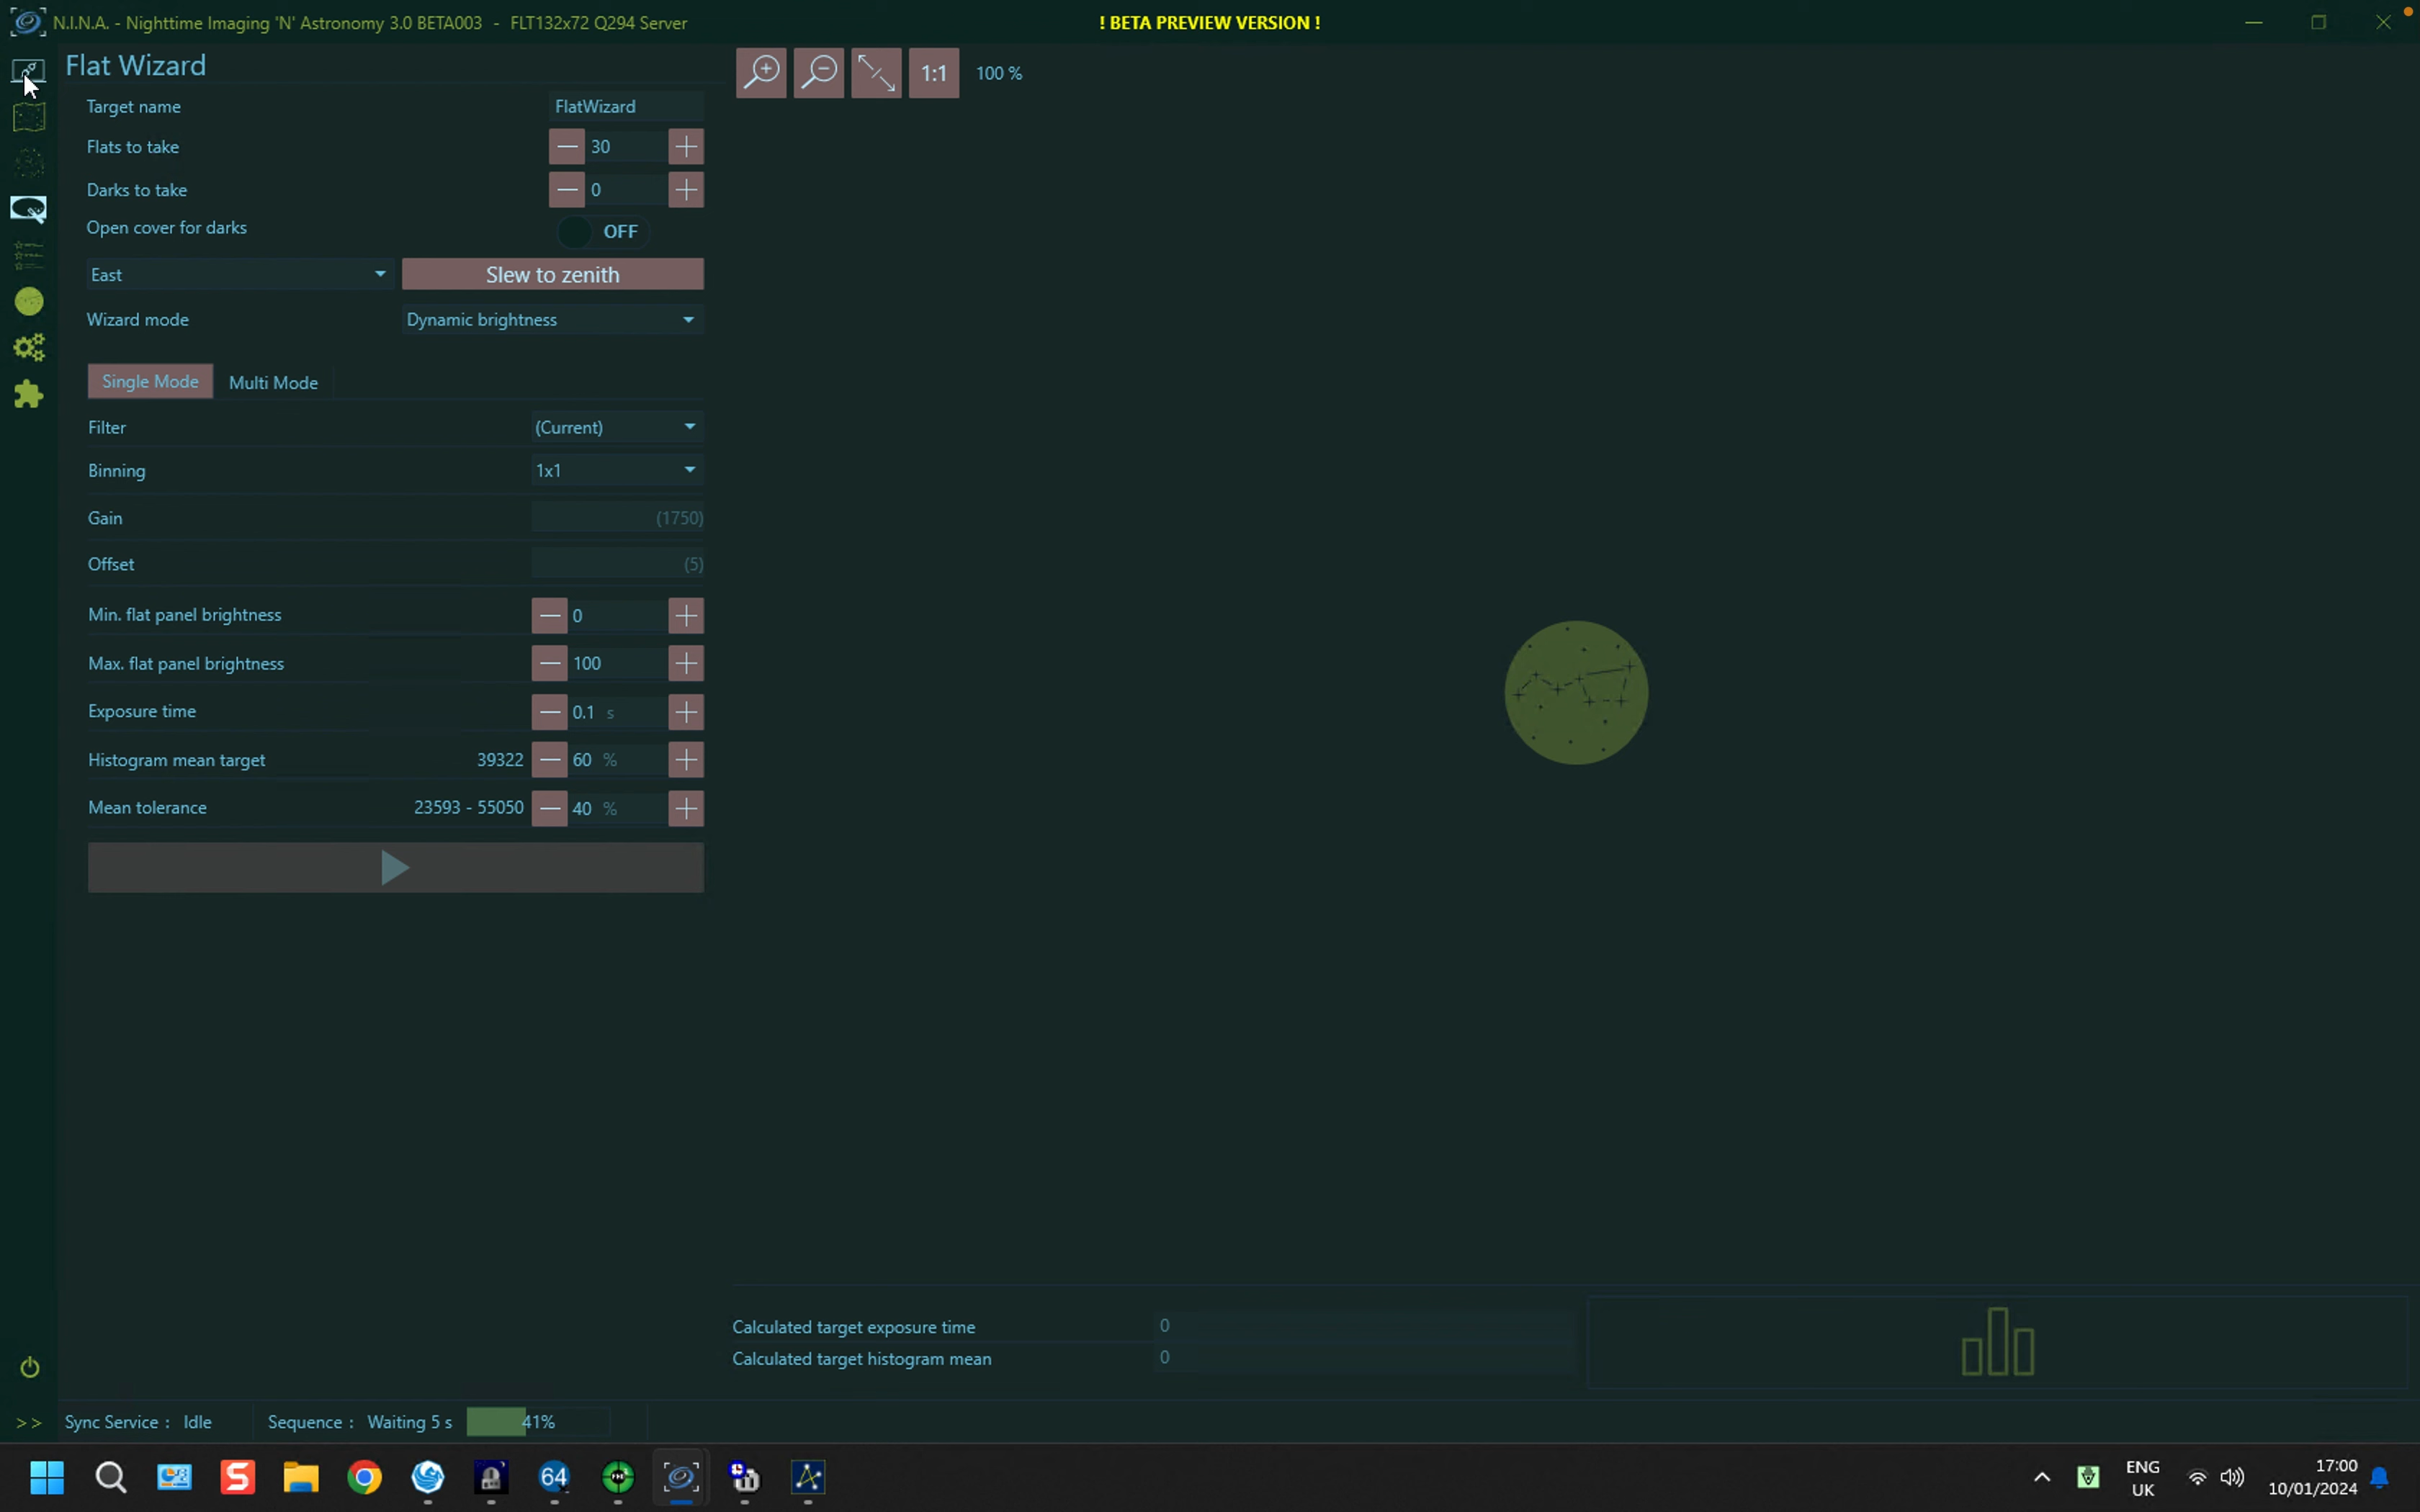 N.I.N.A. - Nighttime Imaging 'N' Astronomy 3.0 BETA003 - FLT132x72 Q294 Server
! BETA PREVIEW VERSION !
Flat Wizard
1:1 100 %
Target name FlatWizard
Flats to take 30
Darks to take 0
Open cover for darks OFF
East Slew to zenith
Wizard mode Dynamic brightness
Single Mode Multi Mode
Filter (Current)
Binning 1x1
Gain (1750)
Offset (5)
Min. flat panel brightness 0
Max. flat panel brightness 100
Exposure time 0.1 s
Histogram mean target 39322 60 %
Mean tolerance 23593 - 55050 40 %
Calculated target exposure time 0
Calculated target histogram mean 0
>> Sync Service : Idle Sequence : Waiting 5 s 41%
S 64
ENG
UK
17:00
10/01/2024